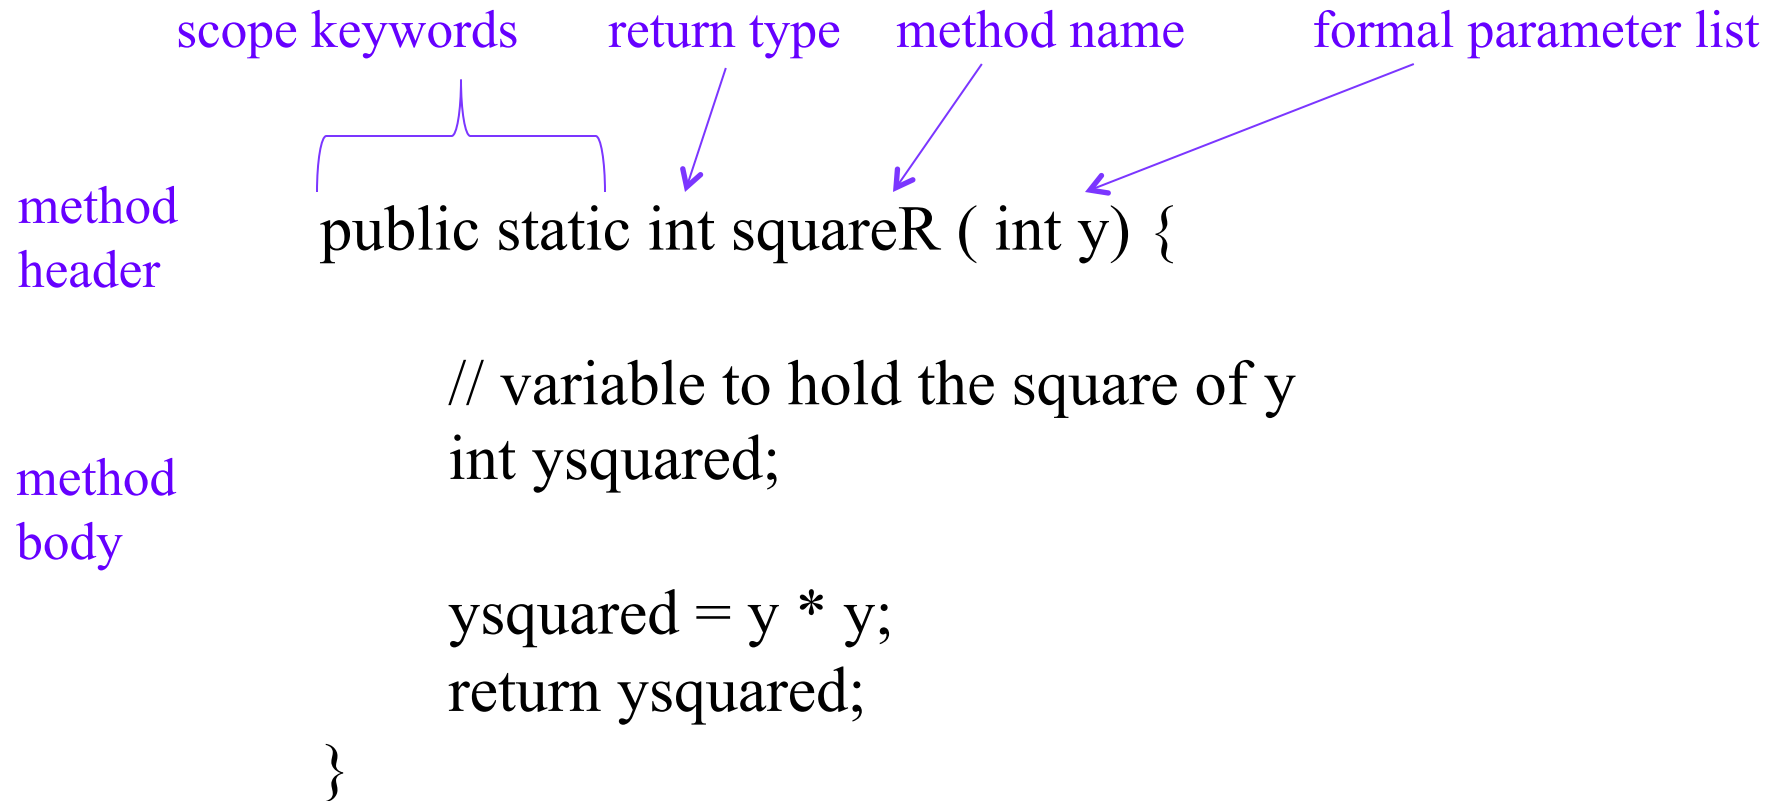 scope keywords return type method name formal parameter list
method
header
public static int squareR ( int y) {
// variable to hold the square of y
int ysquared;
method
body
ysquared = y * y;
return ysquared;
}